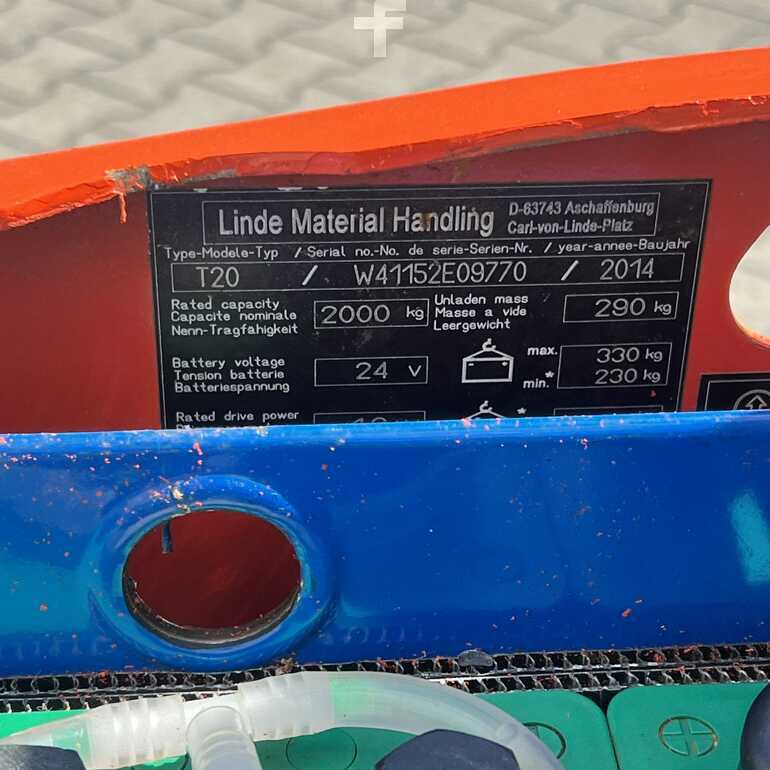 Linde Material Handling
D-63743 Aschaffenburg
Carl-von-Linde-Platz
Type-Modele-Typ / Serial no.-No. de serie-Serien-Nr. / year-annee-Baujahr
T20 / W41152E09770 / 2014
Rated capacity
Capacite nominale
Nenn-Tragfähigkeit
2000 kg
Unladen mass
Masse a vide
Leergewicht
290 kg
Battery voltage
Tension batterie
Batteriespannung
24 V
max. 330 kg
min.* 230 kg
Rated drive power
*